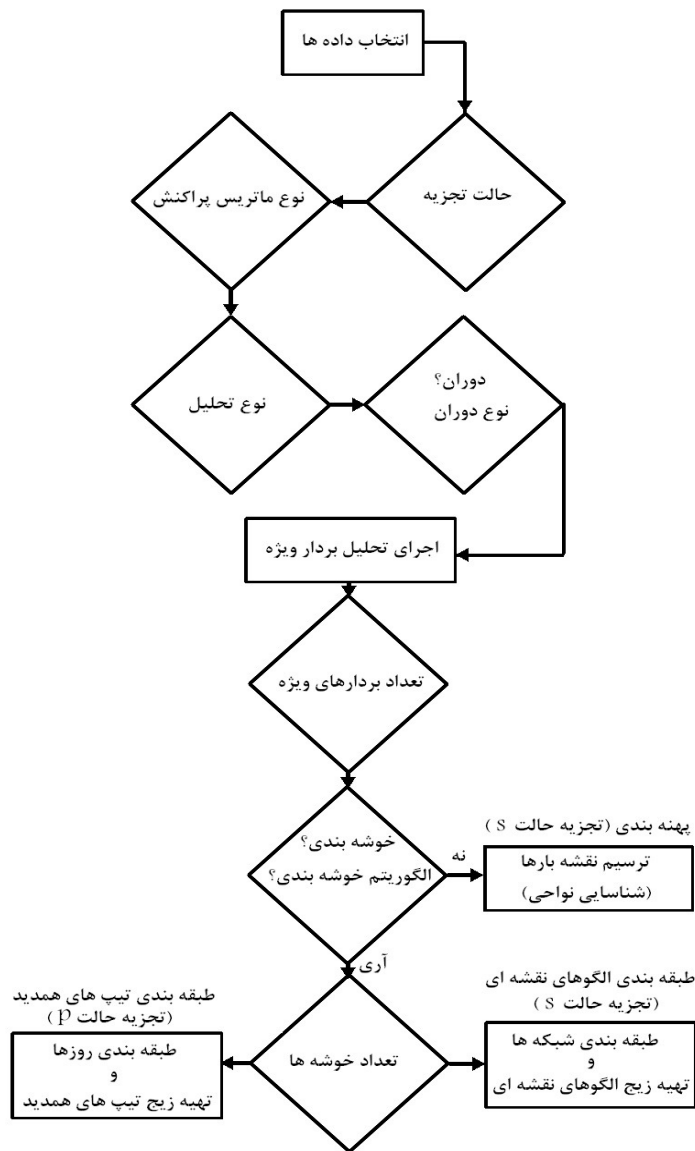 انتخاب داده ها
حالت تجزیه
نوع ماتریس پراکنش
نوع تحلیل
دوران؟
نوع دوران
اجرای تحلیل بردار ویژه
تعداد بردارهای ویژه
خوشه بندی؟
الگوریتم خوشه بندی؟
نه
پهنه بندی (تجزیه حالت s)
ترسیم نقشه بارها
(شناسایی نواحی)
آری
تعداد خوشه ها
طبقه بندی الگوهای نقشه ای
(تجزیه حالت s)
طبقه بندی شبکه ها
و
تهیه زیج الگوهای نقشه ای
طبقه بندی تیپ های همدید
(تجزیه حالت p)
طبقه بندی روزها
و
تهیه زیج تیپ های همدید